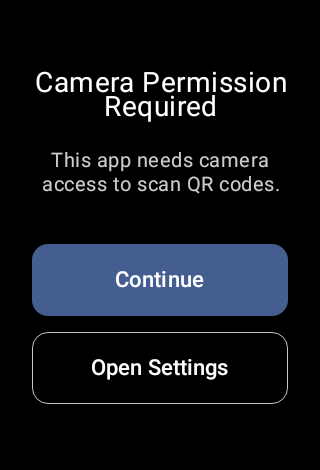 Camera Permission
Required
This app needs camera
access to scan QR codes.
Continue
Open Settings